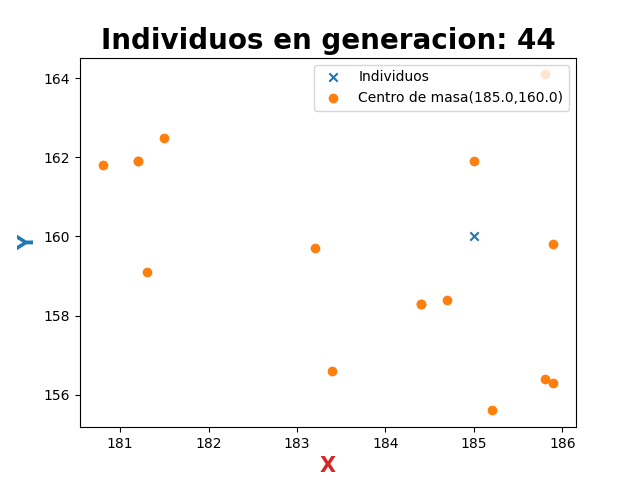 Individuos en generacion: 44
Individuos
Centro de masa(185.0,160.0)
164
162
160
158
156
Y
181
182
183
184
185
186
X